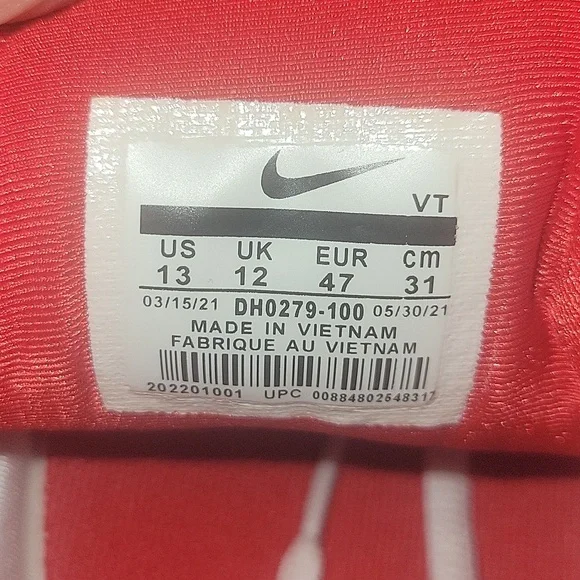 VT
US UK EUR cm
13 12 47 31
03/15/21 DH0279-100 05/30/21
MADE IN VIETNAM
FABRIQUE AU VIETNAM
202201001 UPC 00884802548317